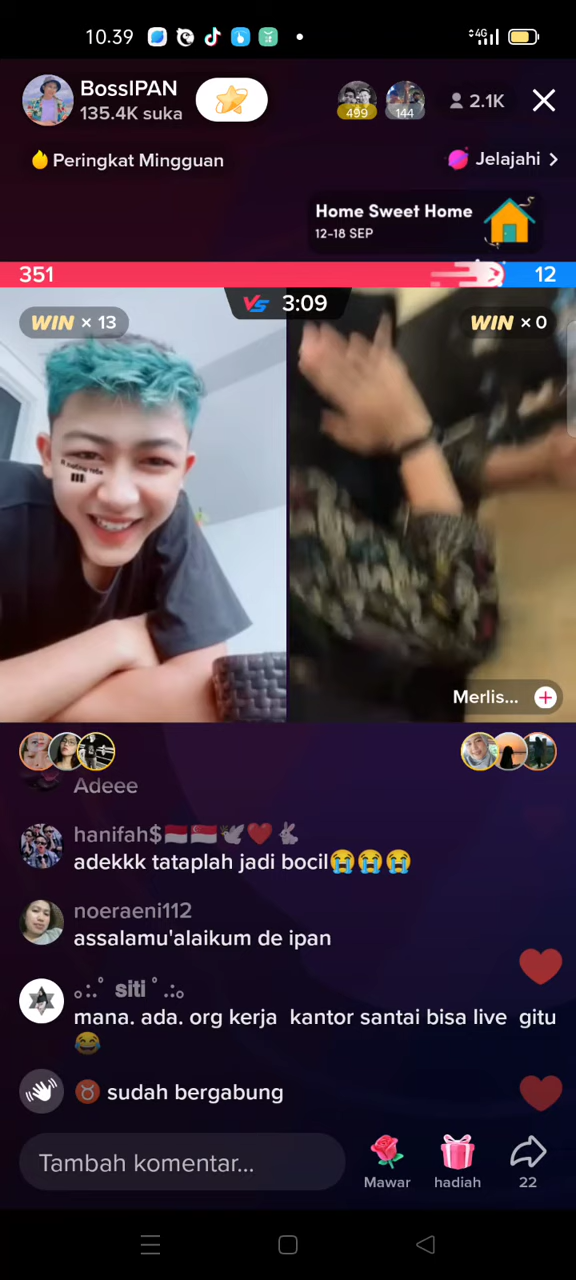 10.39
4G
BossIPAN
135.4K suka
499
144
2.1K
Peringkat Mingguan
Jelajahi >
Home Sweet Home
12-18 SEP
351
12
VS 3:09
WIN × 13
WIN × 0
Merlis...
Adeee
hanifah$🇮🇩🇸🇬🕊❤🐇
adekkk tataplah jadi bocil😭😭😭
noeraeni112
assalamu'alaikum de ipan
｡.:.ﾟ siti ﾟ.:.｡
mana. ada. org kerja kantor santai bisa live gitu
😂
♉ sudah bergabung
Tambah komentar...
Mawar
hadiah
22